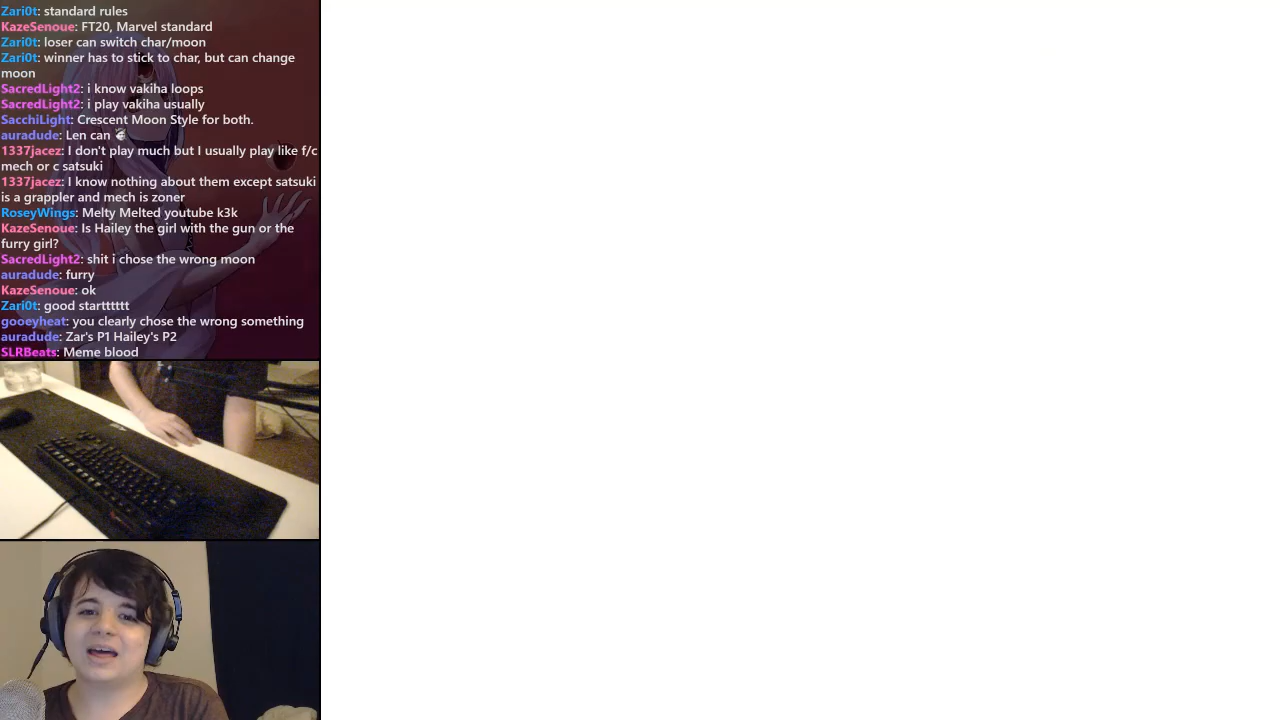 Zari0t: standard rules
KazeSenoue: FT20, Marvel standard
Zari0t: loser can switch char/moon
Zari0t: winner has to stick to char, but can change
moon
SacredLight2: i know vakiha loops
SacredLight2: i play vakiha usually
SacchiLight: Crescent Moon Style for both.
auradude: Len can
1337jacez: I don't play much but I usually play like f/c
mech or c satsuki
1337jacez: I know nothing about them except satsuki
is a grappler and mech is zoner
RoseyWings: Melty Melted youtube k3k
KazeSenoue: Is Hailey the girl with the gun or the
furry girl?
SacredLight2: shit i chose the wrong moon
auradude: furry
KazeSenoue: ok
Zari0t: good startttttt
gooeyheat: you clearly chose the wrong something
auradude: Zar's P1 Hailey's P2
SLRBeats: Meme blood